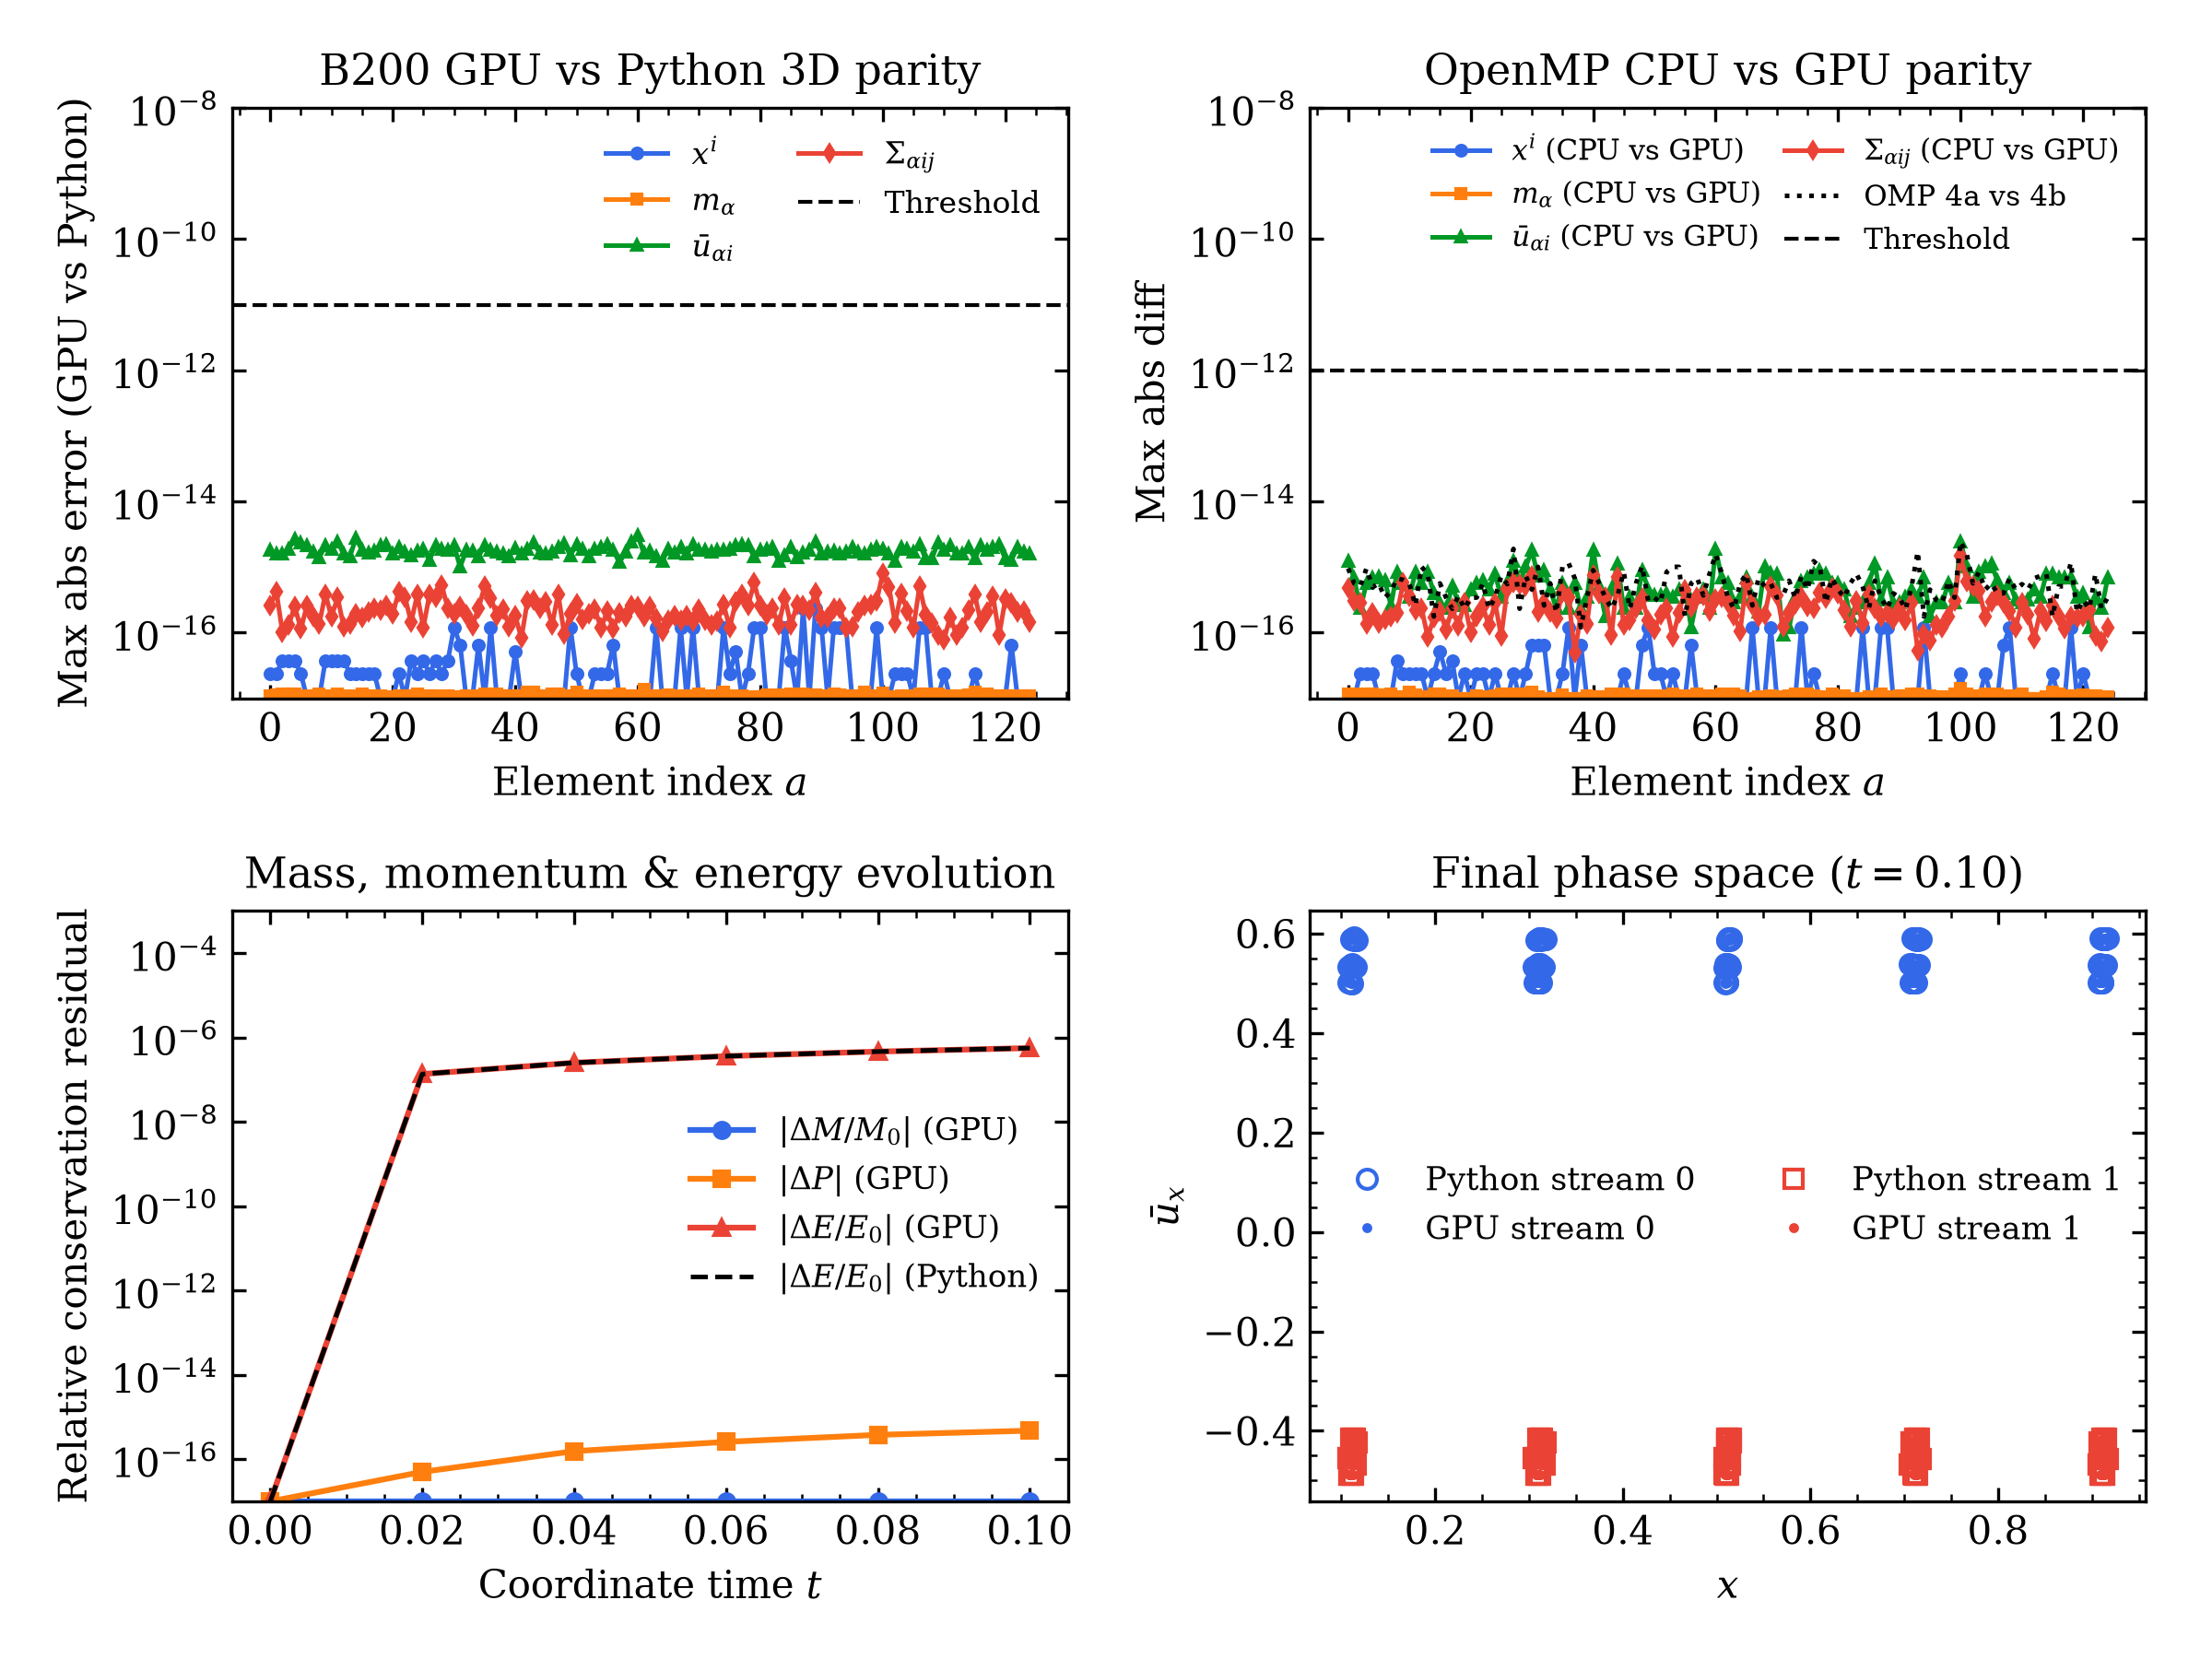 B200 GPU vs Python 3D parity
Max abs error (GPU vs Python)
10⁻⁸
10⁻¹⁰
10⁻¹²
10⁻¹⁴
10⁻¹⁶
xⁱ
m_α
ū_αi
Σ_αij
Threshold
0 20 40 60 80 100 120
Element index a
OpenMP CPU vs GPU parity
Max abs diff
10⁻⁸
10⁻¹⁰
10⁻¹²
10⁻¹⁴
10⁻¹⁶
xⁱ (CPU vs GPU)
m_α (CPU vs GPU)
ū_αi (CPU vs GPU)
Σ_αij (CPU vs GPU)
OMP 4a vs 4b
Threshold
0 20 40 60 80 100 120
Element index a
Mass, momentum & energy evolution
Relative conservation residual
10⁻⁴
10⁻⁶
10⁻⁸
10⁻¹⁰
10⁻¹²
10⁻¹⁴
10⁻¹⁶
|ΔM/M₀| (GPU)
|ΔP| (GPU)
|ΔE/E₀| (GPU)
|ΔE/E₀| (Python)
0.00 0.02 0.04 0.06 0.08 0.10
Coordinate time t
Final phase space (t = 0.10)
ū_x
0.6
0.4
0.2
0.0
−0.2
−0.4
Python stream 0
GPU stream 0
Python stream 1
GPU stream 1
0.2 0.4 0.6 0.8
x